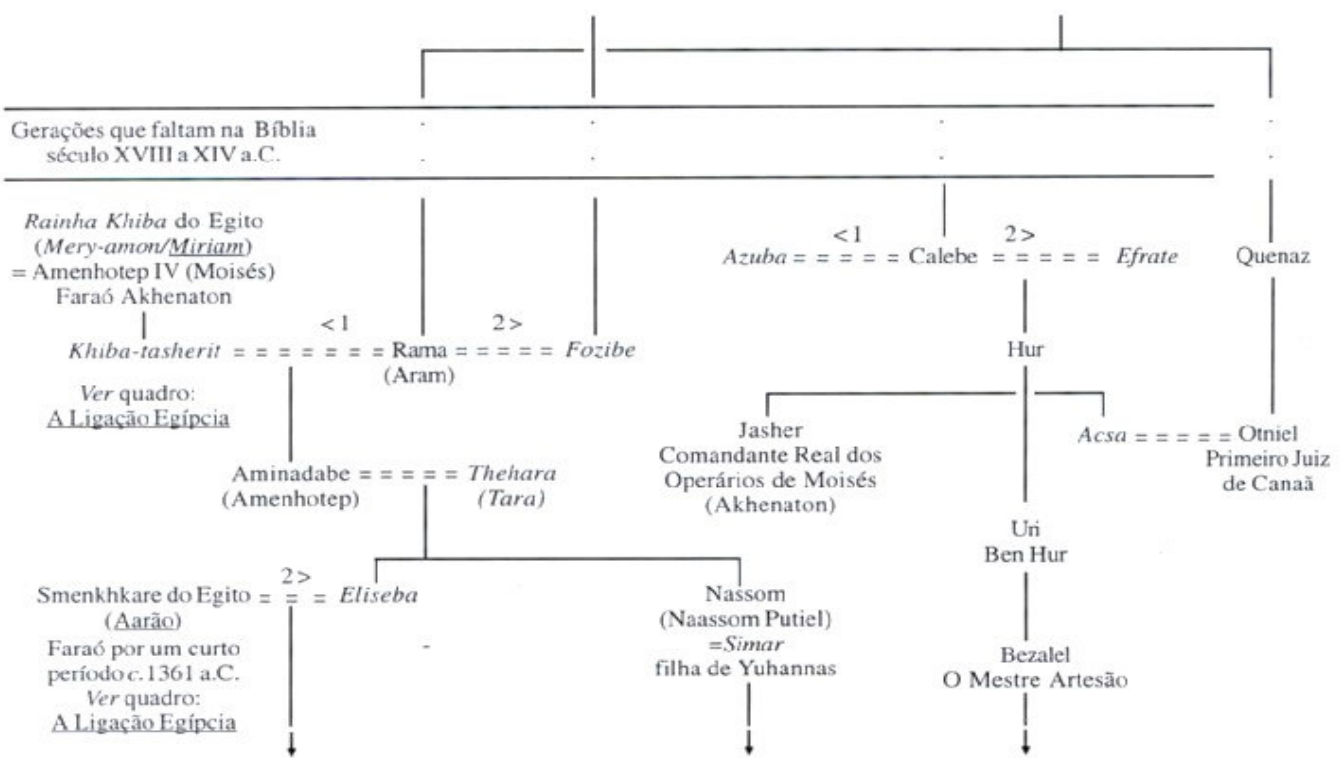 Gerações que faltam na Bíblia
século XVIII a XIV a.C.
Rainha Khiba do Egito
(Mery-amon/Miriam)
= Amenhotep IV (Moisés)
Faraó Akhenaton
<1 2>
Azuba = = = = = Calebe = = = = = Efrate Quenaz
<1 2>
Khiba-tasherit = = = = = = = Rama = = = = = Fozibe
(Aram)
Hur
Ver quadro:
A Ligação Egípcia
Jasher
Comandante Real dos
Operários de Moisés
(Akhenaton)
Acsa = = = = = Otniel
Primeiro Juiz
de Canaã
Aminadabe = = = = = Thehara
(Amenhotep) (Tara)
Uri
Ben Hur
2>
Smenkhkare do Egito = = = Eliseba
(Aarão)
Faraó por um curto
período c. 1361 a.C.
Ver quadro:
A Ligação Egípcia
Nassom
(Naassom Putiel)
=Simar
filha de Yuhannas
Bezalel
O Mestre Artesão